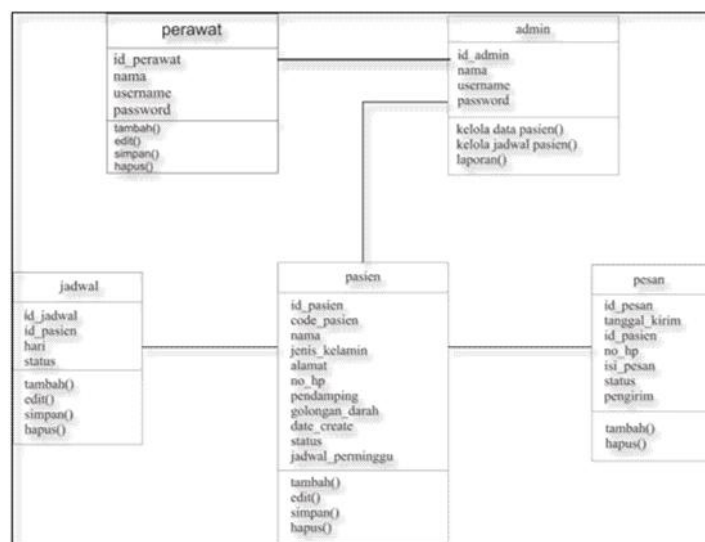 perawat
id_perawat
nama
username
password
tambah()
edit()
simpan()
hapus()
admin
id_admin
nama
username
password
kelola data pasien()
kelola jadwal pasien()
laporan()
jadwal
id_jadwal
id_pasien
hari
status
tambah()
edit()
simpan()
hapus()
pasien
id_pasien
code_pasien
nama
jenis_kelamin
alamat
no_hp
pendamping
golongan_darah
date_create
status
jadwal_perminggu
tambah()
edit()
simpan()
hapus()
pesan
id_pesan
tanggal_kirim
id_pasien
no_hp
isi_pesan
status
pengirim
tambah()
hapus()